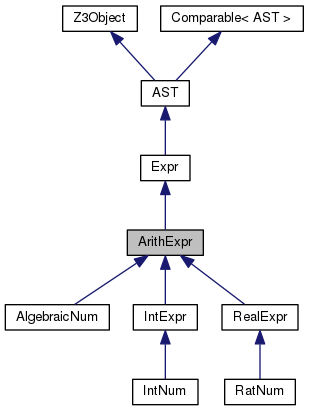 Z3Object
Comparable< AST >
AST
Expr
ArithExpr
AlgebraicNum
IntExpr
RealExpr
IntNum
RatNum